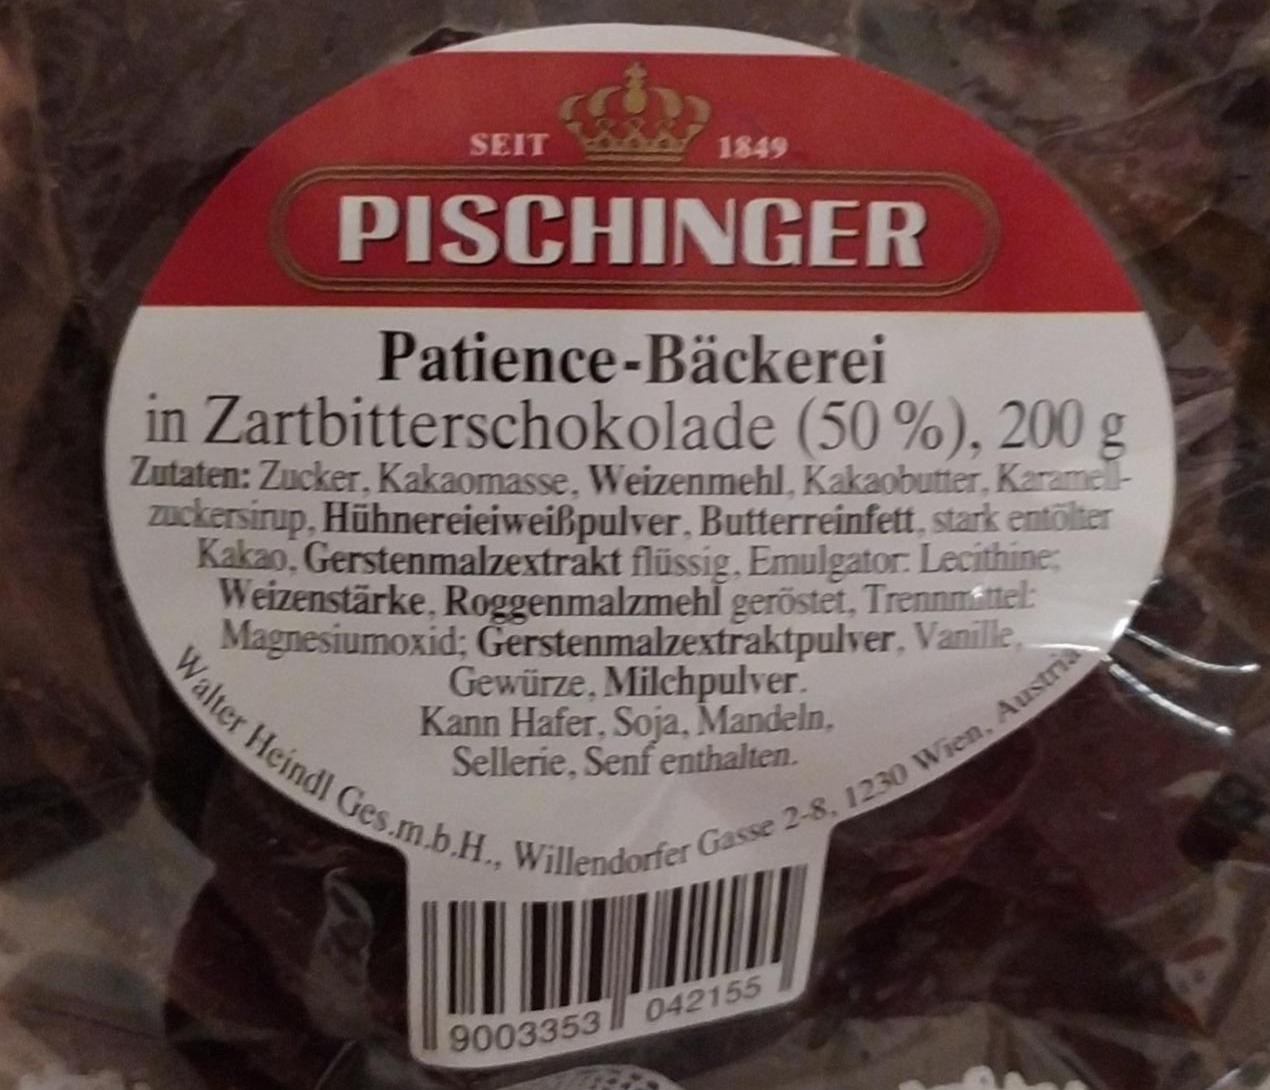 SEIT 1849
PISCHINGER
Patience-Bäckerei
in Zartbitterschokolade (50 %), 200 g
Zutaten: Zucker, Kakaomasse, Weizenmehl, Kakaobutter, Karamell-
zuckersirup, Hühnereieiweißpulver, Butterreinfett, stark entölter
Kakao, Gerstenmalzextrakt flüssig, Emulgator: Lecithine;
Weizenstärke, Roggenmalzmehl geröstet, Trennmittel:
Magnesiumoxid; Gerstenmalzextraktpulver, Vanille,
Gewürze, Milchpulver.
Kann Hafer, Soja, Mandeln,
Sellerie, Senf enthalten.
Walter Heindl Ges.m.b.H., Willendorfer Gasse 2-8, 1230 Wien, Austria
9003353 042155